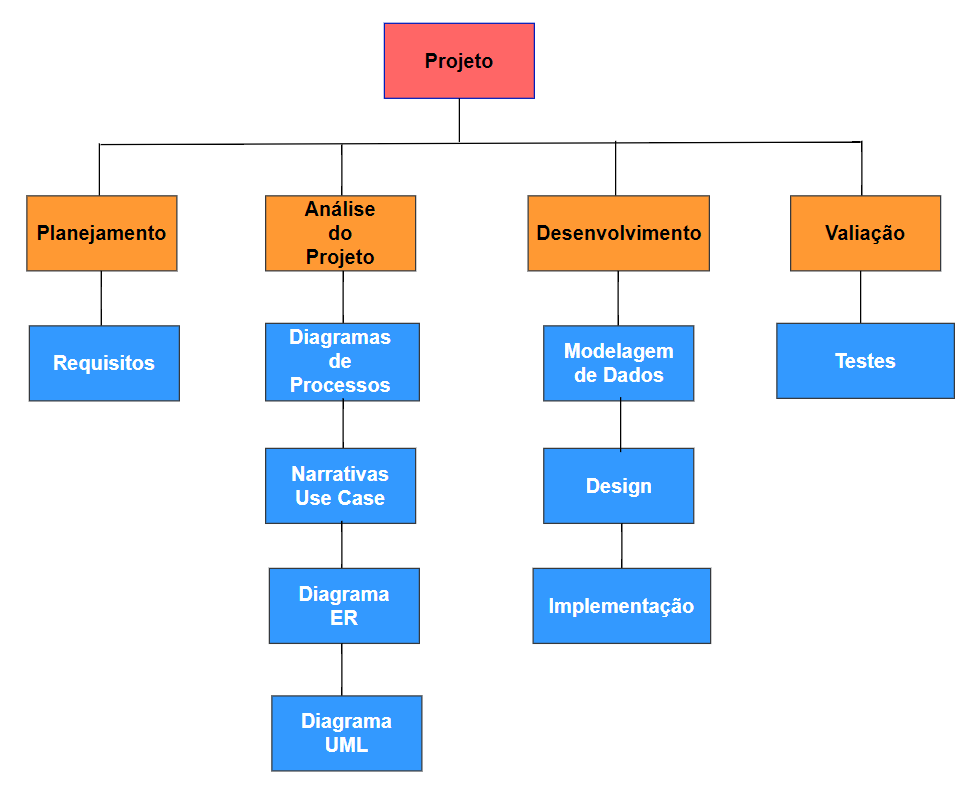 Projeto
Planejamento
Análise
do
Projeto
Desenvolvimento
Valiação
Requisitos
Diagramas
de
Processos
Modelagem
de Dados
Testes
Narrativas
Use Case
Design
Diagrama
ER
Implementação
Diagrama
UML